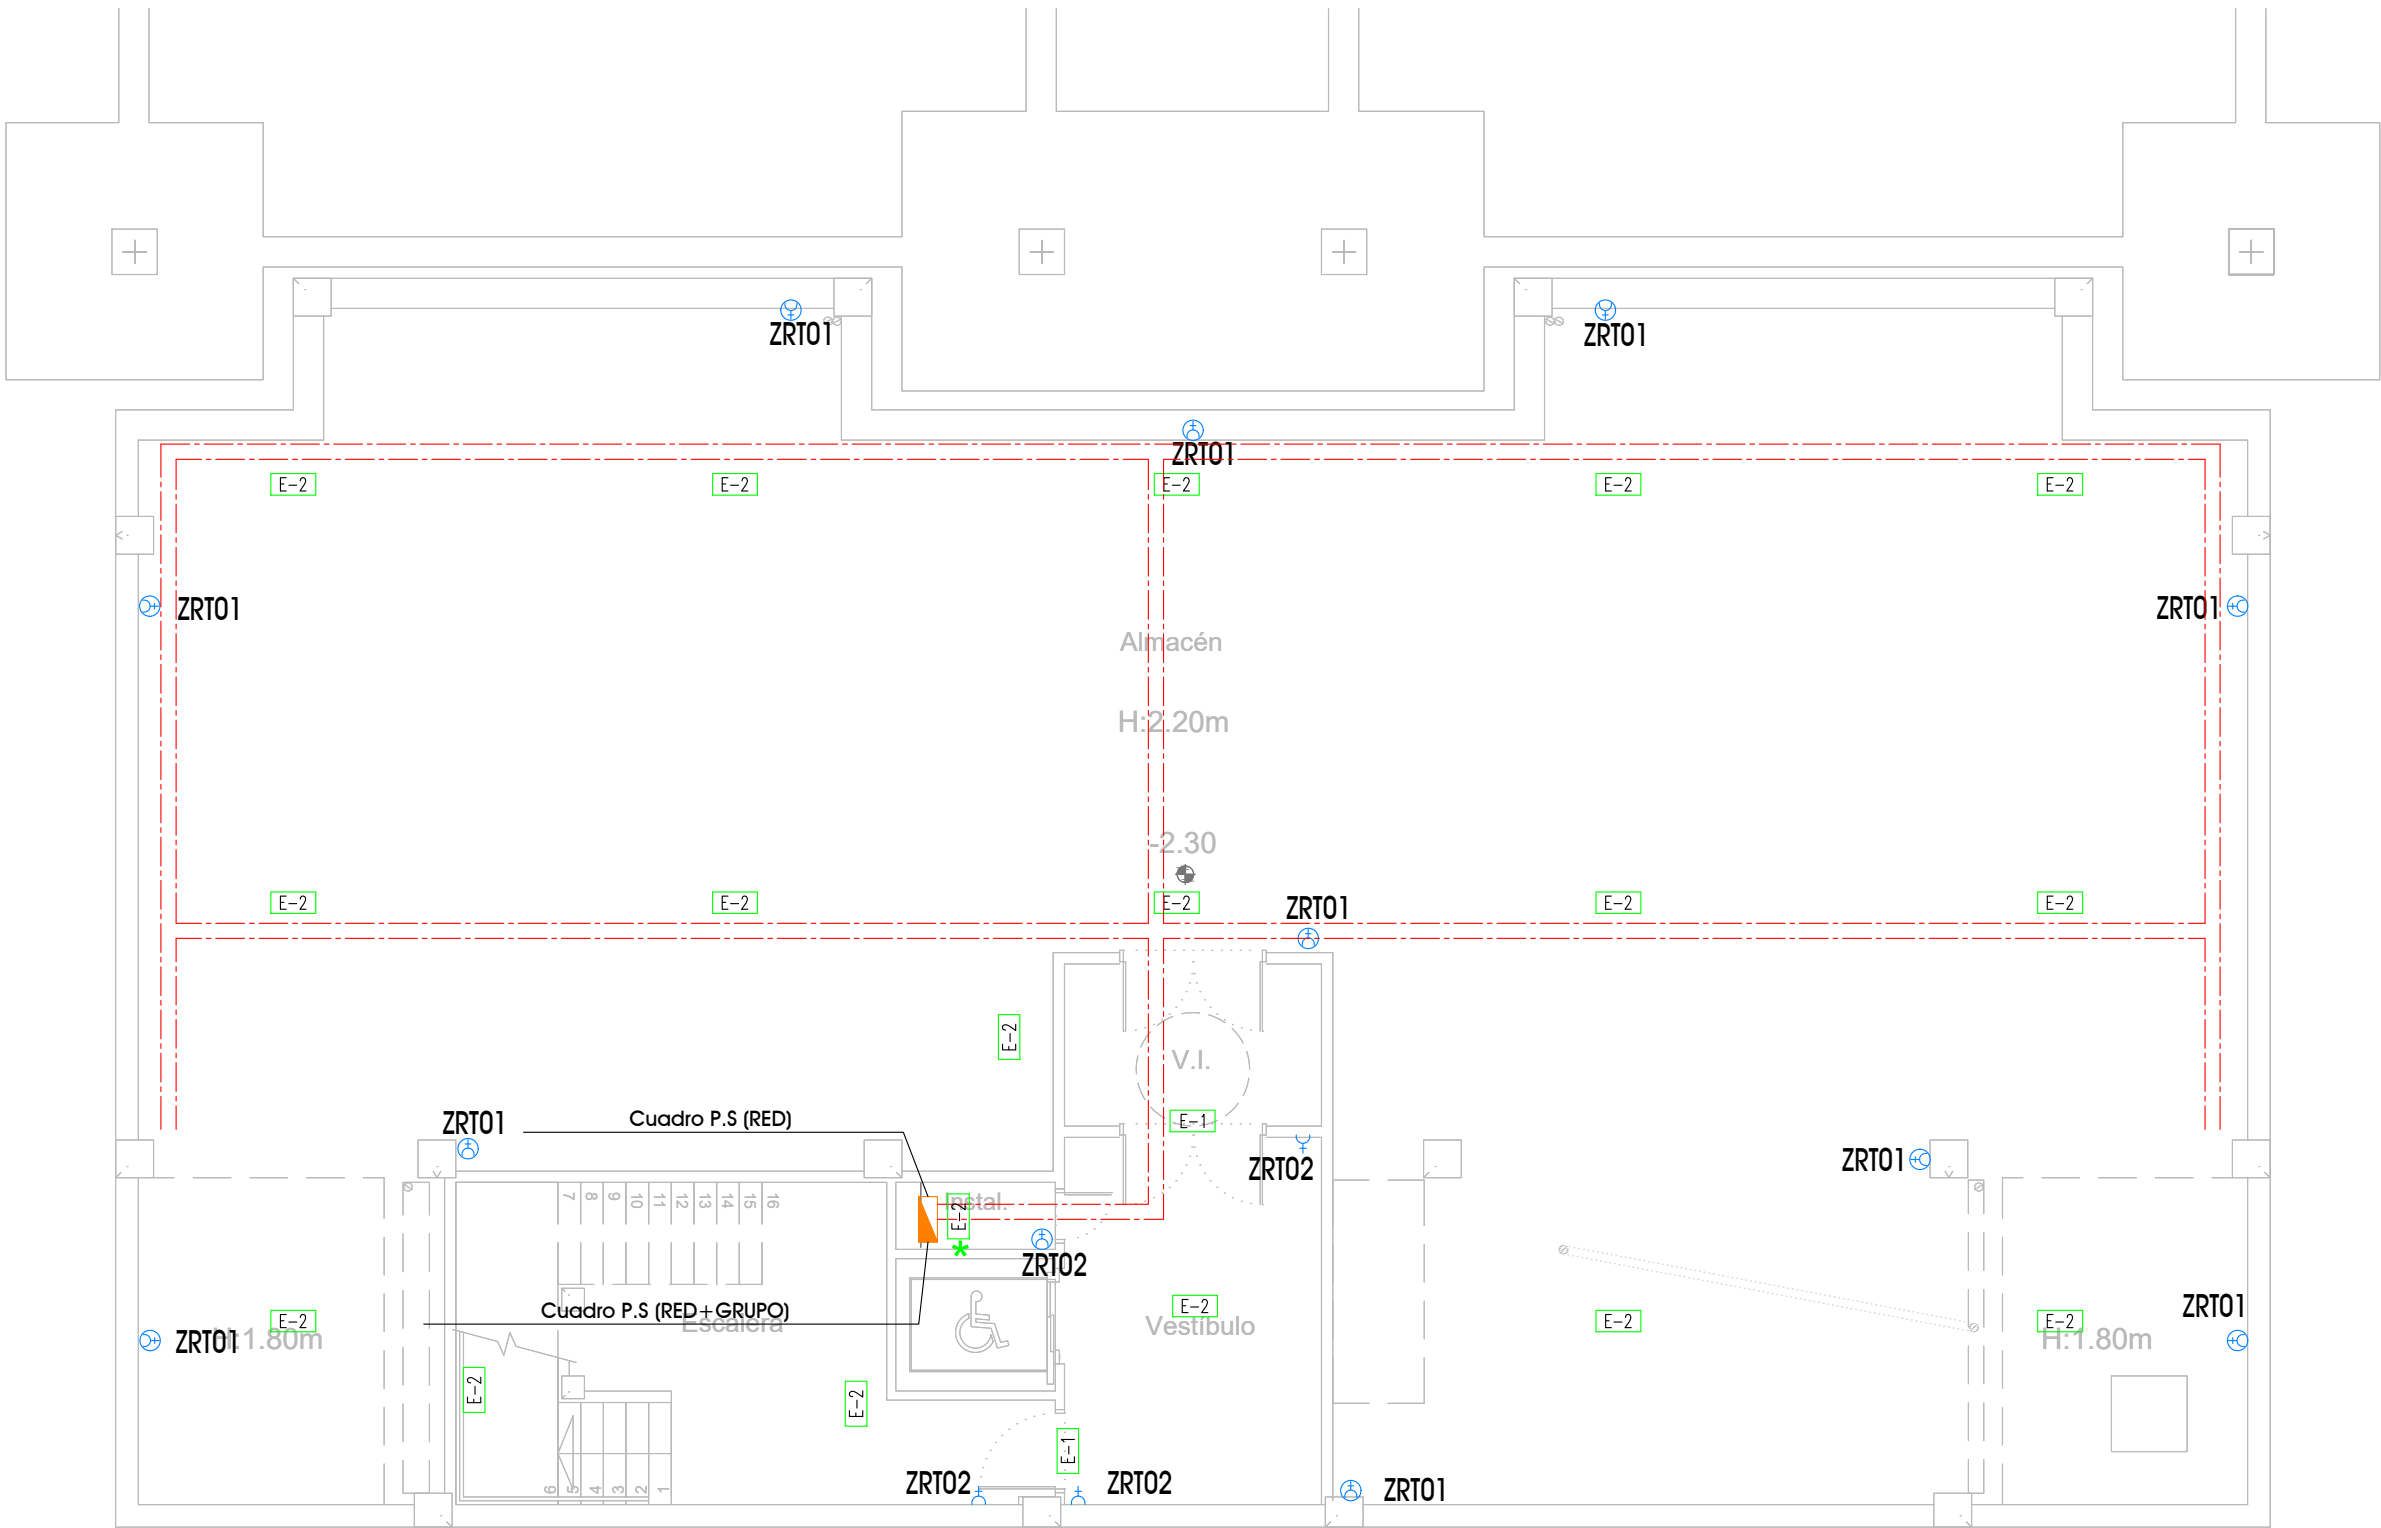 ZRT01
ZRT01
ZRT01
E-2
E-2
E-2
E-2
E-2
ZRT01
ZRT01
Almacén
H:2.20m
-2.30
E-2
E-2
E-2
E-2
E-2
ZRT01
E-2
V.I.
Cuadro P.S (RED)
ZRT01
E-1
ZRT02
ZRT01
7 8 9 10 11 12 13 14 15 16
Instal.
E-2
*
ZRT02
Cuadro P.S (RED+GRUPO)
Escalera
E-2
Vestíbulo
E-2
H:1.80m
ZRT01
E-2
E-2
H:1.80m
ZRT01
E-2
E-2
E-1
6 5 4 3 2 1
ZRT02
ZRT02
ZRT01